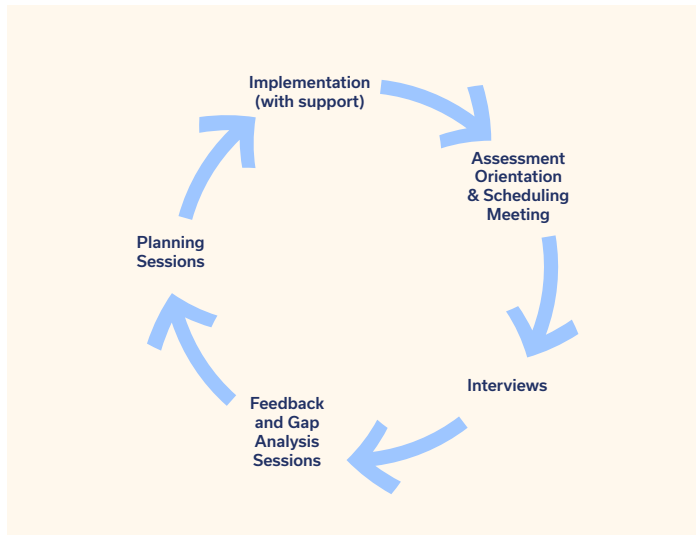 Implementation
(with support)
Assessment
Orientation
& Scheduling
Meeting
Interviews
Feedback
and Gap
Analysis
Sessions
Planning
Sessions